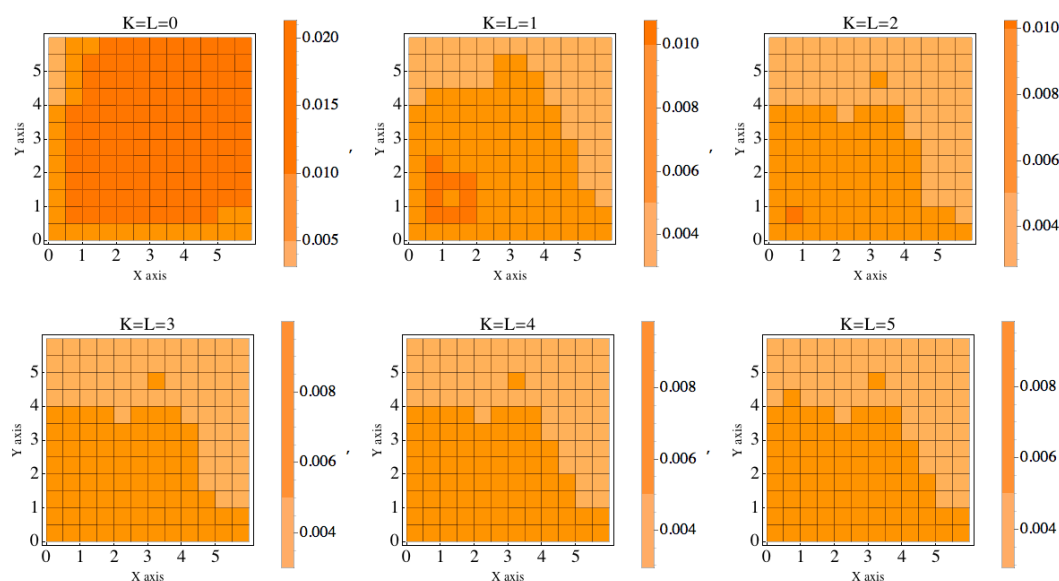 K=L=0
5
4
3
2
1
0
Y axis
0 1 2 3 4 5
X axis
0.020
0.015
0.010
0.005
,
K=L=1
5
4
3
2
1
0
Y axis
0 1 2 3 4 5
X axis
0.010
0.008
0.006
0.004
,
K=L=2
5
4
3
2
1
0
Y axis
0 1 2 3 4 5
X axis
0.010
0.008
0.006
0.004
K=L=3
5
4
3
2
1
0
Y axis
0 1 2 3 4 5
X axis
0.008
0.006
0.004
,
K=L=4
5
4
3
2
1
0
Y axis
0 1 2 3 4 5
X axis
0.008
0.006
0.004
,
K=L=5
5
4
3
2
1
0
Y axis
0 1 2 3 4 5
X axis
0.008
0.006
0.004